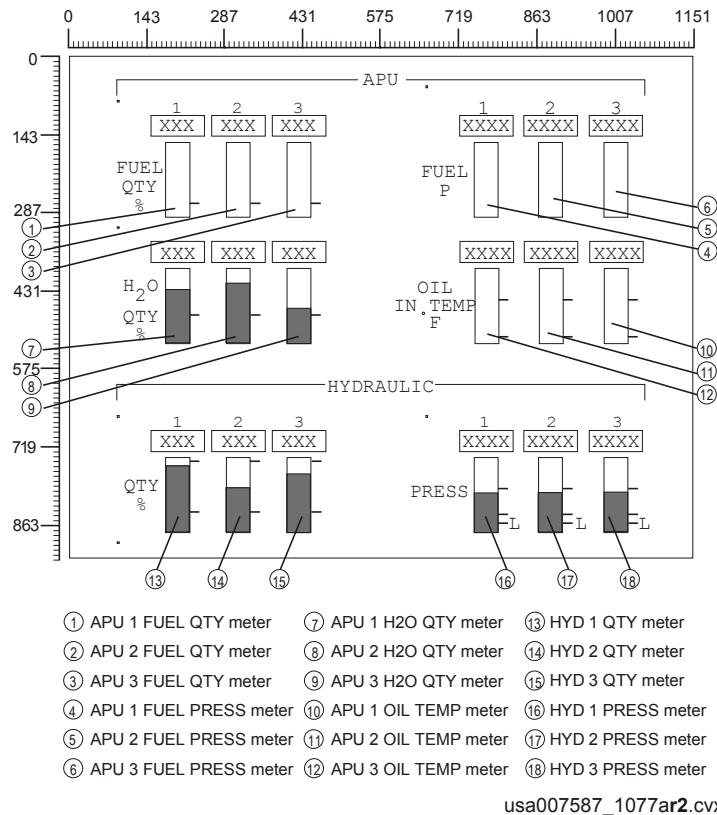 0 143 287 431 575 719 863 1007 1151
0
143
287
431
575
719
863
APU
1 2 3 1 2 3
XXX XXX XXX XXXX XXXX XXXX
FUEL
QTY
%
FUEL
P
1
2
3
6
5
4
XXX XXX XXX XXXX XXXX XXXX
H2O
QTY
%
OIL
IN TEMP
F
7
8
9
10
11
12
HYDRAULIC
1 2 3 1 2 3
XXX XXX XXX XXXX XXXX XXXX
QTY
%
PRESS
L L L
13 14 15 16 17 18
1 APU 1 FUEL QTY meter
2 APU 2 FUEL QTY meter
3 APU 3 FUEL QTY meter
4 APU 1 FUEL PRESS meter
5 APU 2 FUEL PRESS meter
6 APU 3 FUEL PRESS meter
7 APU 1 H2O QTY meter
8 APU 2 H2O QTY meter
9 APU 3 H2O QTY meter
10 APU 1 OIL TEMP meter
11 APU 2 OIL TEMP meter
12 APU 3 OIL TEMP meter
13 HYD 1 QTY meter
14 HYD 2 QTY meter
15 HYD 3 QTY meter
16 HYD 1 PRESS meter
17 HYD 2 PRESS meter
18 HYD 3 PRESS meter
usa007587_1077ar2.cvx